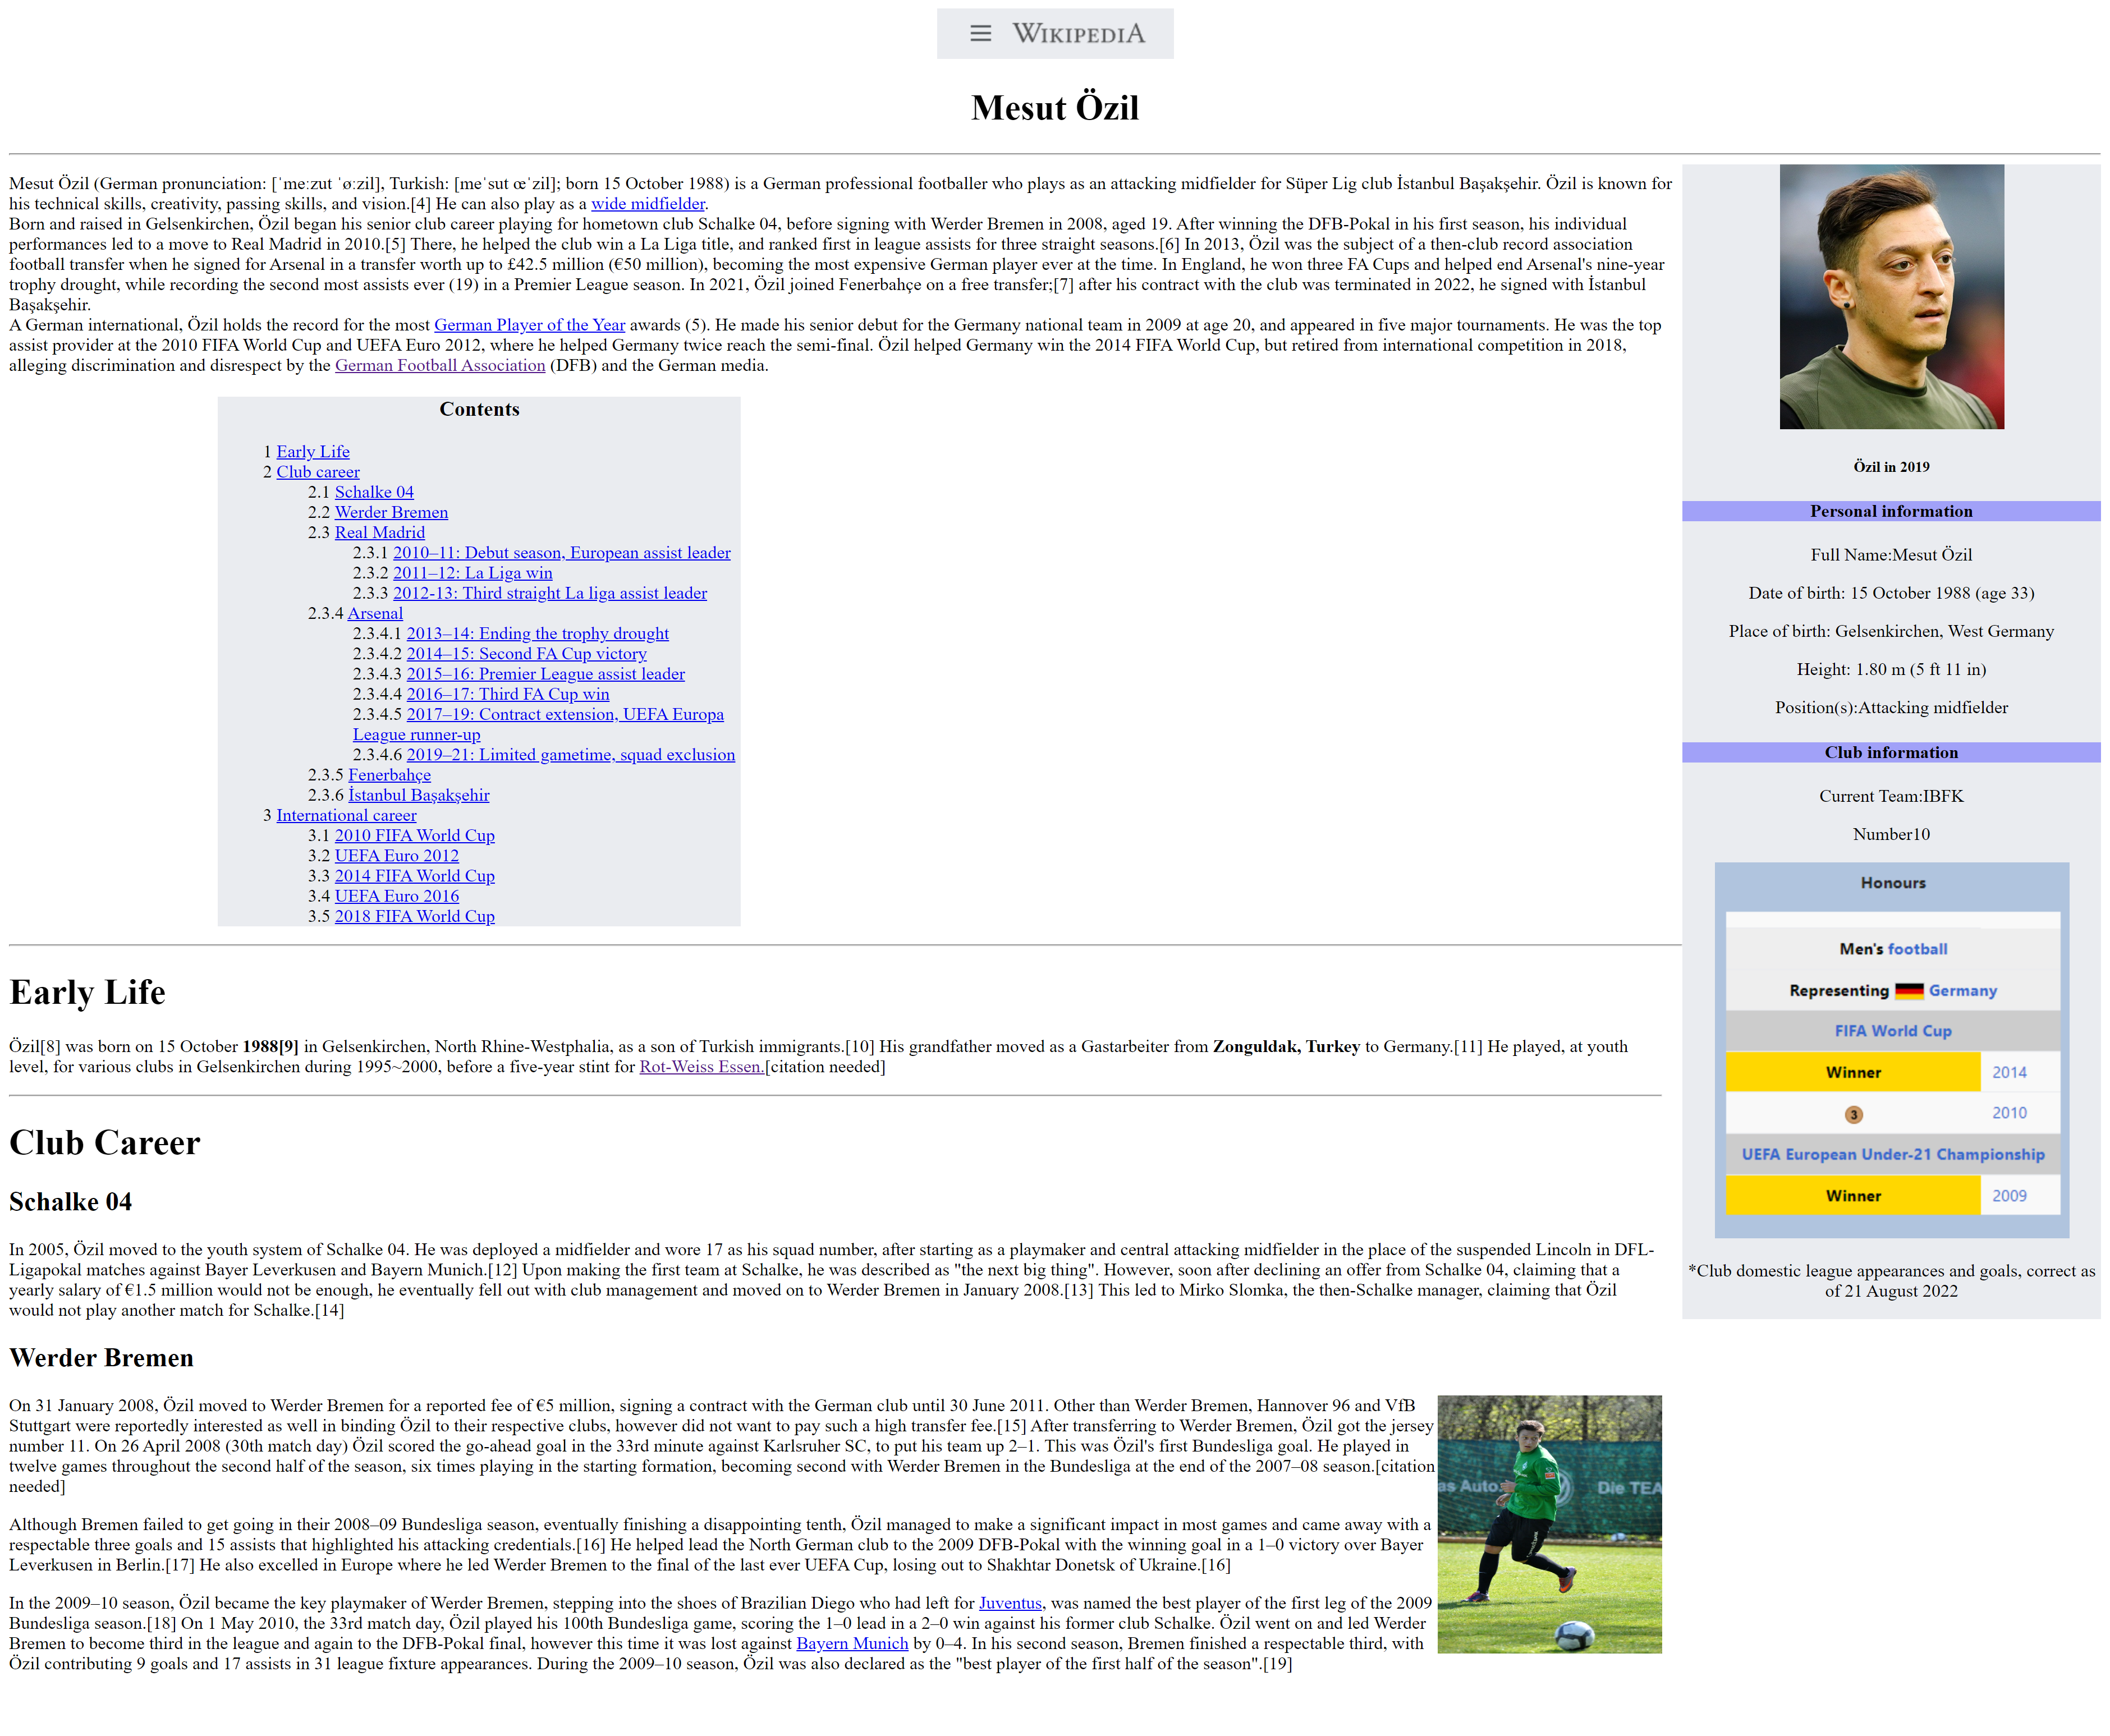 WIKIPEDIA
Mesut Özil
Mesut Özil (German pronunciation: [ˈmeːzut ˈøːzil], Turkish: [meˈsut œˈzil]; born 15 October 1988) is a German professional footballer who plays as an attacking midfielder for Süper Lig club İstanbul Başakşehir. Özil is known for
his technical skills, creativity, passing skills, and vision.[4] He can also play as a wide midfielder.
Born and raised in Gelsenkirchen, Özil began his senior club career playing for hometown club Schalke 04, before signing with Werder Bremen in 2008, aged 19. After winning the DFB-Pokal in his first season, his individual
performances led to a move to Real Madrid in 2010.[5] There, he helped the club win a La Liga title, and ranked first in league assists for three straight seasons.[6] In 2013, Özil was the subject of a then-club record association
football transfer when he signed for Arsenal in a transfer worth up to £42.5 million (€50 million), becoming the most expensive German player ever at the time. In England, he won three FA Cups and helped end Arsenal's nine-year
trophy drought, while recording the second most assists ever (19) in a Premier League season. In 2021, Özil joined Fenerbahçe on a free transfer;[7] after his contract with the club was terminated in 2022, he signed with İstanbul
Başakşehir.
A German international, Özil holds the record for the most German Player of the Year awards (5). He made his senior debut for the Germany national team in 2009 at age 20, and appeared in five major tournaments. He was the top
assist provider at the 2010 FIFA World Cup and UEFA Euro 2012, where he helped Germany twice reach the semi-final. Özil helped Germany win the 2014 FIFA World Cup, but retired from international competition in 2018,
alleging discrimination and disrespect by the German Football Association (DFB) and the German media.
Contents
1 Early Life
2 Club career
2.1 Schalke 04
2.2 Werder Bremen
2.3 Real Madrid
2.3.1 2010–11: Debut season, European assist leader
2.3.2 2011–12: La Liga win
2.3.3 2012-13: Third straight La liga assist leader
2.3.4 Arsenal
2.3.4.1 2013–14: Ending the trophy drought
2.3.4.2 2014–15: Second FA Cup victory
2.3.4.3 2015–16: Premier League assist leader
2.3.4.4 2016–17: Third FA Cup win
2.3.4.5 2017–19: Contract extension, UEFA Europa
League runner-up
2.3.4.6 2019–21: Limited gametime, squad exclusion
2.3.5 Fenerbahçe
2.3.6 İstanbul Başakşehir
3 International career
3.1 2010 FIFA World Cup
3.2 UEFA Euro 2012
3.3 2014 FIFA World Cup
3.4 UEFA Euro 2016
3.5 2018 FIFA World Cup
Özil in 2019
Personal information
Full Name:Mesut Özil
Date of birth: 15 October 1988 (age 33)
Place of birth: Gelsenkirchen, West Germany
Height: 1.80 m (5 ft 11 in)
Position(s):Attacking midfielder
Club information
Current Team:IBFK
Number10
Honours
Men's football
Representing Germany
FIFA World Cup
Winner 2014
3 2010
UEFA European Under-21 Championship
Winner 2009
*Club domestic league appearances and goals, correct as
of 21 August 2022
Early Life
Özil[8] was born on 15 October 1988[9] in Gelsenkirchen, North Rhine-Westphalia, as a son of Turkish immigrants.[10] His grandfather moved as a Gastarbeiter from Zonguldak, Turkey to Germany.[11] He played, at youth
level, for various clubs in Gelsenkirchen during 1995~2000, before a five-year stint for Rot-Weiss Essen.[citation needed]
Club Career
Schalke 04
In 2005, Özil moved to the youth system of Schalke 04. He was deployed a midfielder and wore 17 as his squad number, after starting as a playmaker and central attacking midfielder in the place of the suspended Lincoln in DFL-
Ligapokal matches against Bayer Leverkusen and Bayern Munich.[12] Upon making the first team at Schalke, he was described as "the next big thing". However, soon after declining an offer from Schalke 04, claiming that a
yearly salary of €1.5 million would not be enough, he eventually fell out with club management and moved on to Werder Bremen in January 2008.[13] This led to Mirko Slomka, the then-Schalke manager, claiming that Özil
would not play another match for Schalke.[14]
Werder Bremen
On 31 January 2008, Özil moved to Werder Bremen for a reported fee of €5 million, signing a contract with the German club until 30 June 2011. Other than Werder Bremen, Hannover 96 and VfB
Stuttgart were reportedly interested as well in binding Özil to their respective clubs, however did not want to pay such a high transfer fee.[15] After transferring to Werder Bremen, Özil got the jersey
number 11. On 26 April 2008 (30th match day) Özil scored the go-ahead goal in the 33rd minute against Karlsruher SC, to put his team up 2–1. This was Özil's first Bundesliga goal. He played in
twelve games throughout the second half of the season, six times playing in the starting formation, becoming second with Werder Bremen in the Bundesliga at the end of the 2007–08 season.[citation
needed]
as Auto. Die TEA
Although Bremen failed to get going in their 2008–09 Bundesliga season, eventually finishing a disappointing tenth, Özil managed to make a significant impact in most games and came away with a
respectable three goals and 15 assists that highlighted his attacking credentials.[16] He helped lead the North German club to the 2009 DFB-Pokal with the winning goal in a 1–0 victory over Bayer
Leverkusen in Berlin.[17] He also excelled in Europe where he led Werder Bremen to the final of the last ever UEFA Cup, losing out to Shakhtar Donetsk of Ukraine.[16]
In the 2009–10 season, Özil became the key playmaker of Werder Bremen, stepping into the shoes of Brazilian Diego who had left for Juventus, was named the best player of the first leg of the 2009
Bundesliga season.[18] On 1 May 2010, the 33rd match day, Özil played his 100th Bundesliga game, scoring the 1–0 lead in a 2–0 win against his former club Schalke. Özil went on and led Werder
Bremen to become third in the league and again to the DFB-Pokal final, however this time it was lost against Bayern Munich by 0–4. In his second season, Bremen finished a respectable third, with
Özil contributing 9 goals and 17 assists in 31 league fixture appearances. During the 2009–10 season, Özil was also declared as the "best player of the first half of the season".[19]